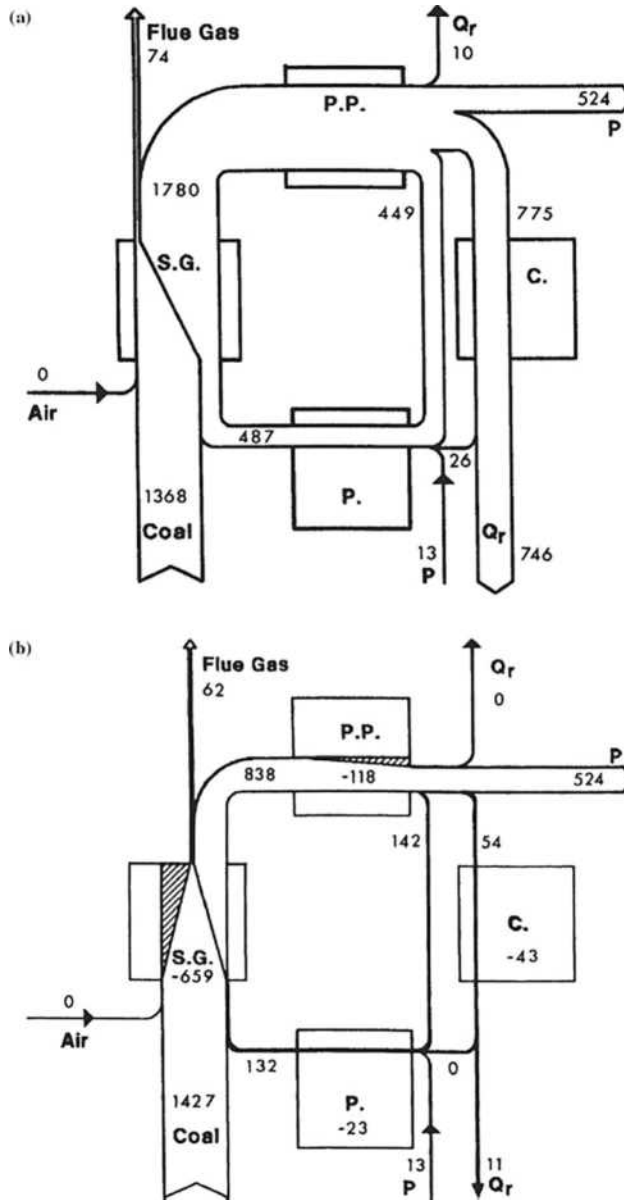 (a)
Flue Gas
74
Qr
10
P.P.
524
P
1780
449
775
S.G.
C.
0
Air
487
26
1368
Coal
P.
13
P
Qr
746
(b)
Flue Gas
62
Qr
0
P.P.
P
838
-118
524
142
54
S.G.
-659
C.
-43
0
Air
132
0
1427
Coal
P.
-23
13
P
11
Qr